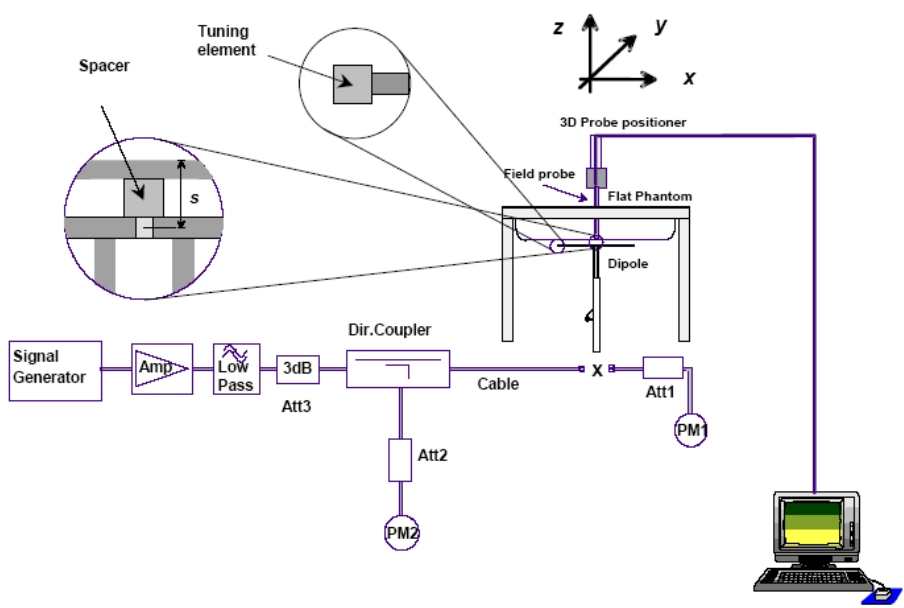 Tuning
element
z
y
x
Spacer
3D Probe positioner
Field probe
Flat Phantom
s
Dipole
Dir.Coupler
Signal
Generator
Amp
Low
Pass
3dB
Att3
Cable
X
Att1
PM1
Att2
PM2